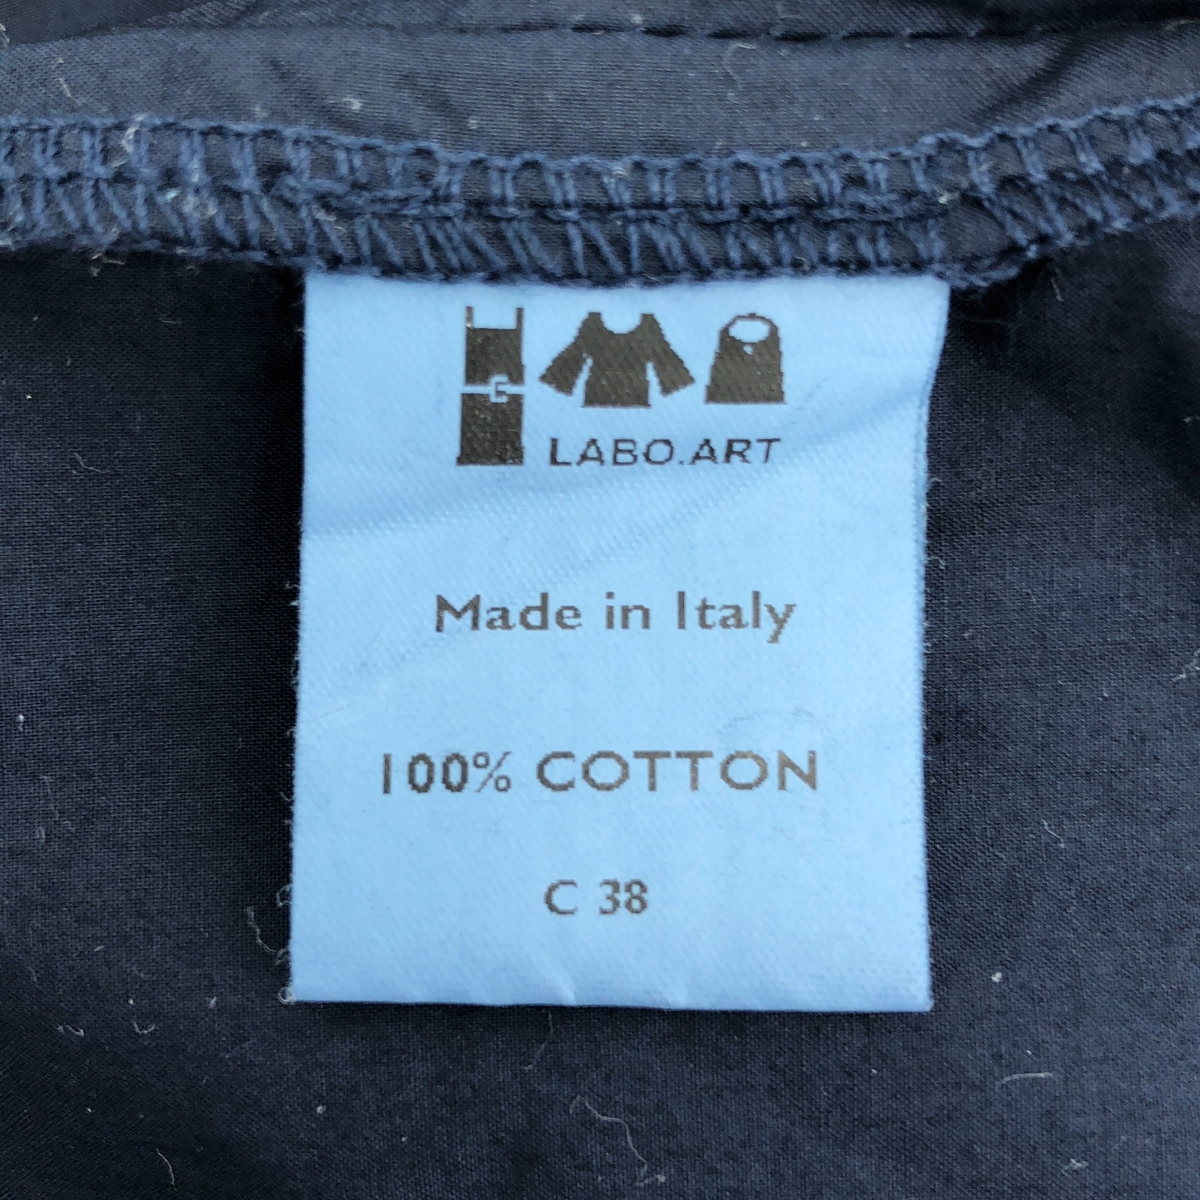 LABO.ART
Made in Italy
100% COTTON
C 38